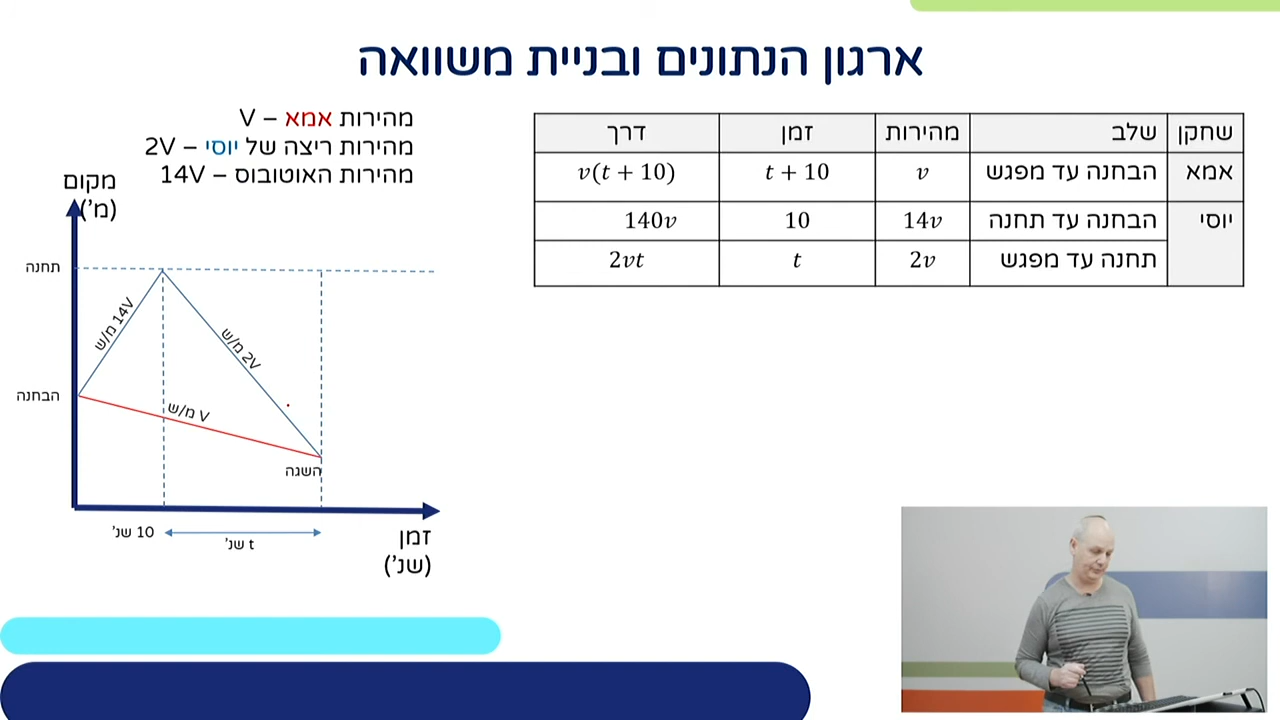 ארגון הנתונים ובניית משוואה
מהירות אמא – V
מהירות ריצה של יוסי – 2V
מהירות האוטובוס – 14V
שחקן שלב מהירות זמן דרך
אמא הבחנה עד מפגש v t + 10 v(t + 10)
יוסי הבחנה עד תחנה 14v 10 140v
תחנה עד מפגש 2v t 2vt
מקום
(מ')
תחנה
14V מ/ש
2V מ/ש
הבחנה
V מ/ש
השגה
10 שנ'
t שנ'
זמן
(שנ')